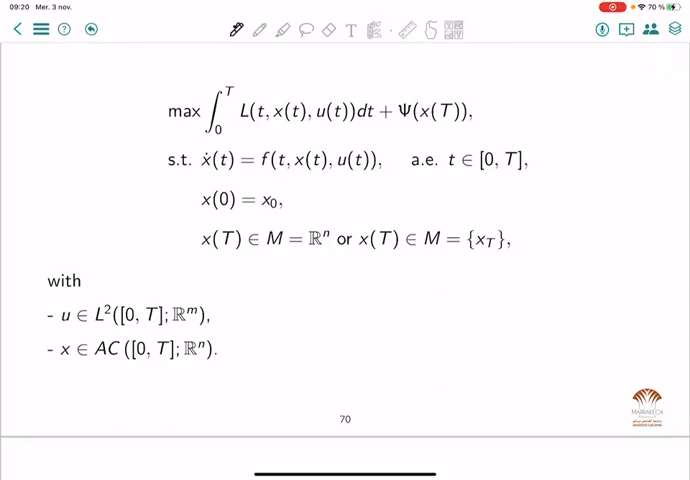 09:20 Mer. 3 nov.
70 %
max ∫₀ᵀ L(t, x(t), u(t))dt + Ψ(x(T)),
s.t. ẋ(t) = f(t, x(t), u(t)), a.e. t ∈ [0, T],
x(0) = x₀,
x(T) ∈ M = ℝⁿ or x(T) ∈ M = {x_T},
with
- u ∈ L²([0, T]; ℝᵐ),
- x ∈ AC ([0, T]; ℝⁿ).
70